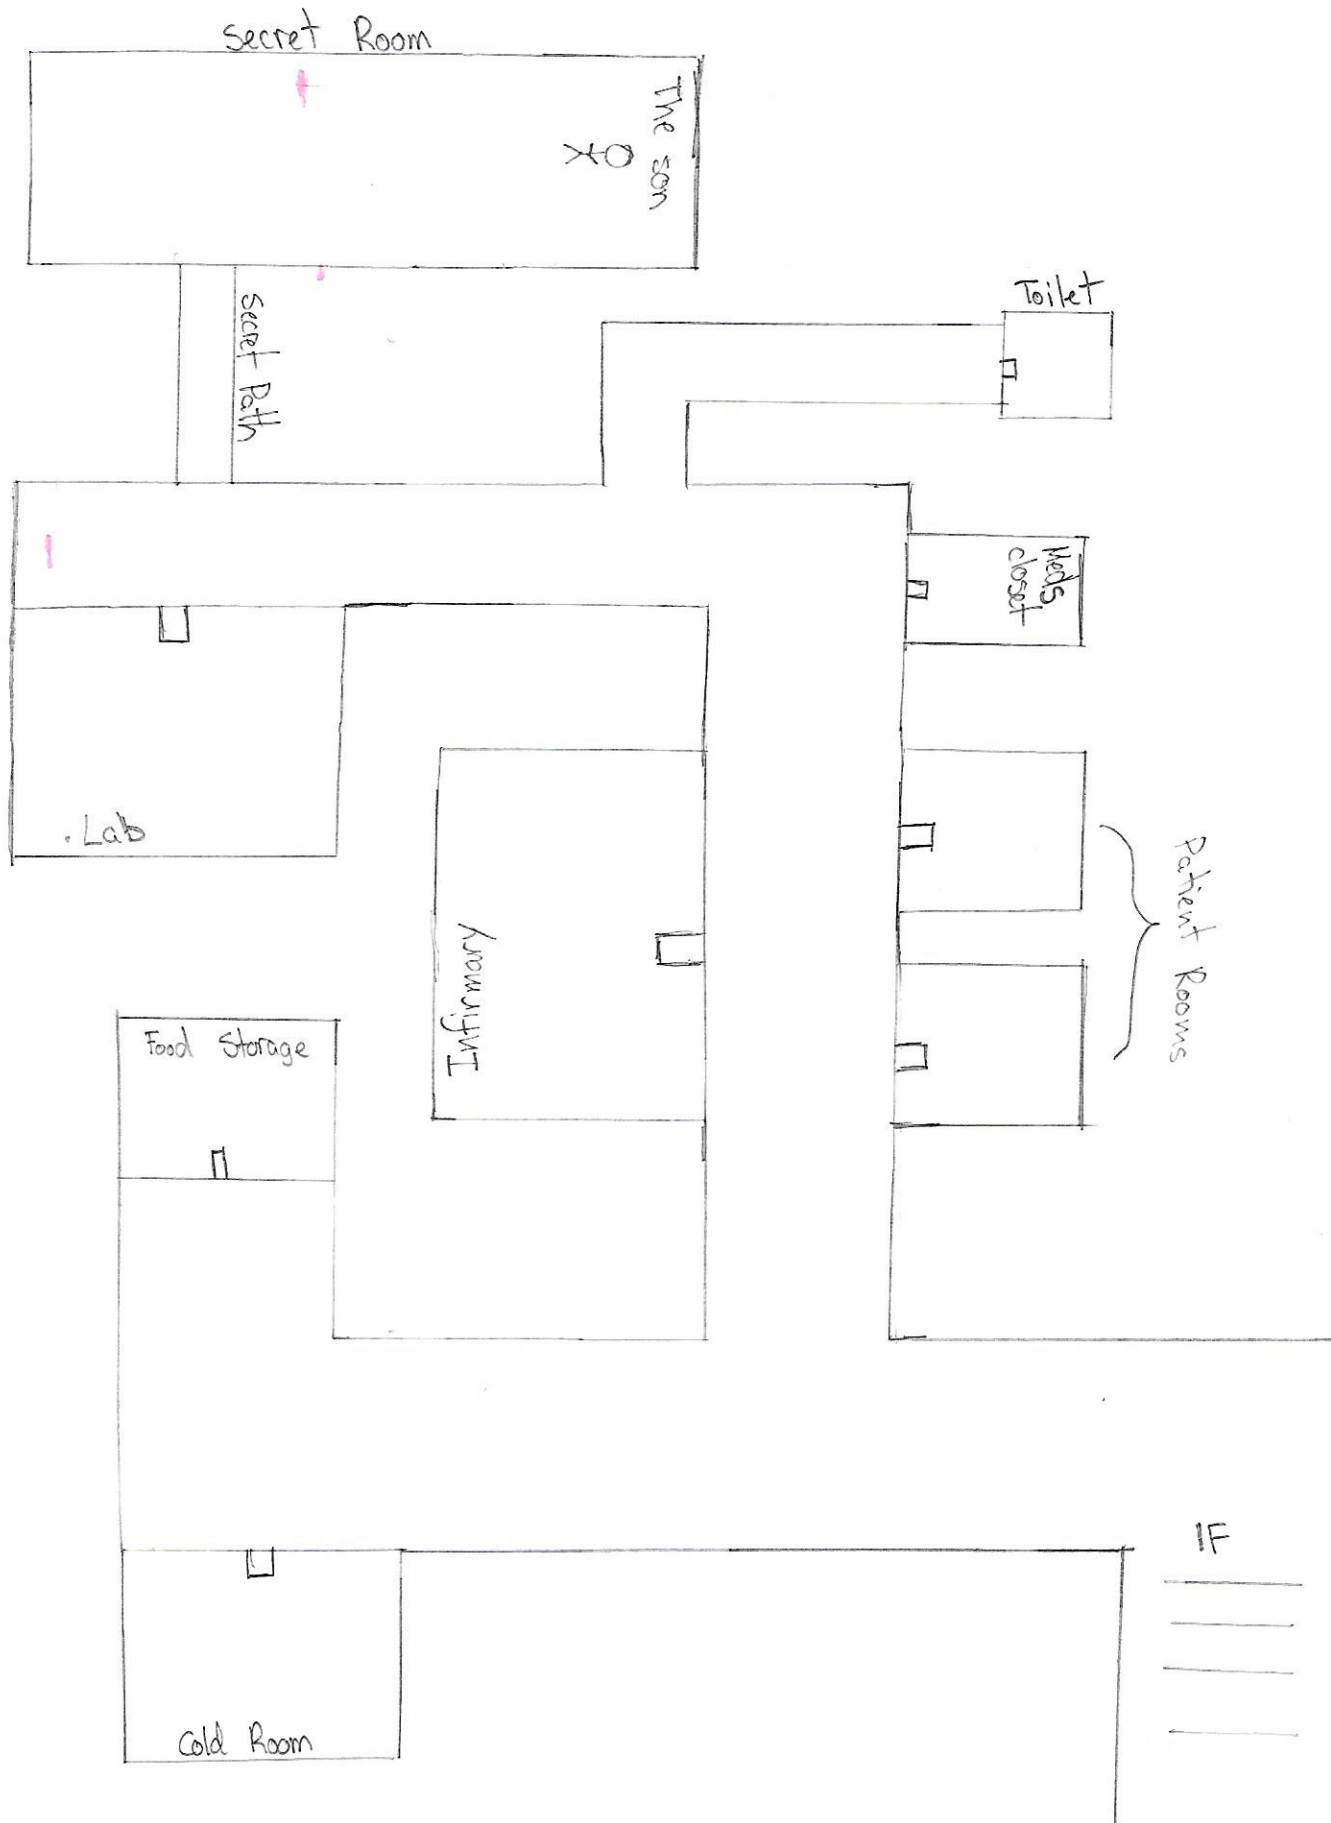 Secret Room
The son
Secret Path
Toilet
Meds
closet
Lab
Infirmary
Patient Rooms
Food Storage
1F
Cold Room